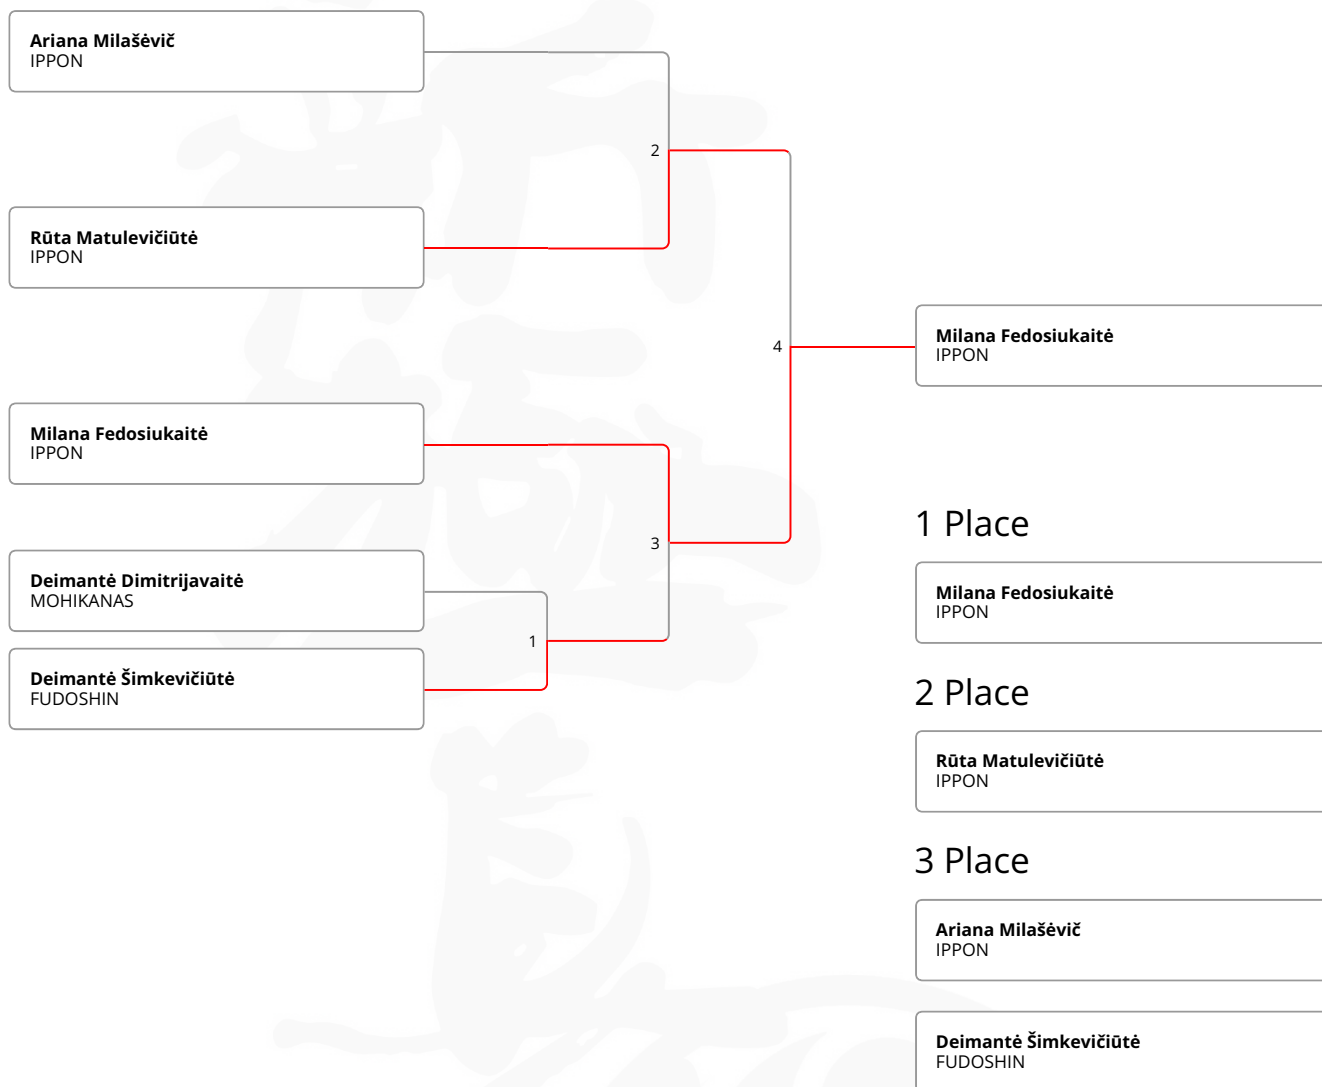 Ariana Milašėvič
IPPON
2
Rūta Matulevičiūtė
IPPON
4
Milana Fedosiukaitė
IPPON
Milana Fedosiukaitė
IPPON
1 Place
3
Milana Fedosiukaitė
IPPON
Deimantė Dimitrijavaitė
MOHIKANAS
1
Deimantė Šimkevičiūtė
FUDOSHIN
2 Place
Rūta Matulevičiūtė
IPPON
3 Place
Ariana Milašėvič
IPPON
Deimantė Šimkevičiūtė
FUDOSHIN